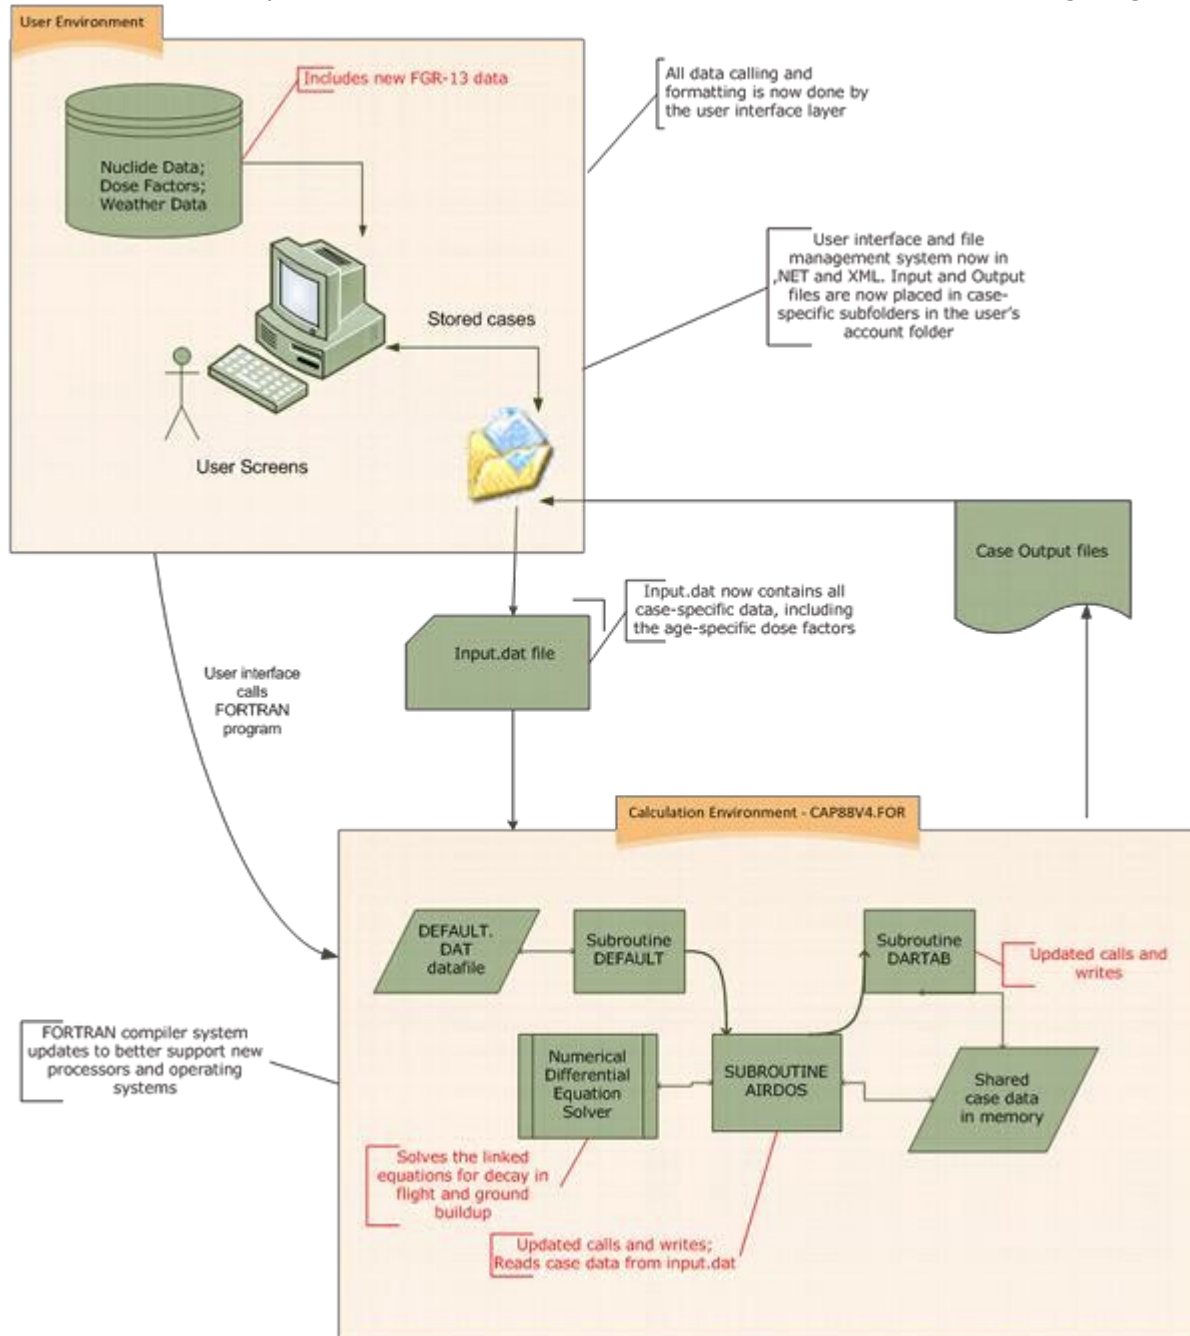 User Environment
Includes new FGR-13 data
Nuclide Data;
Dose Factors;
Weather Data
All data calling and
formatting is now done by
the user interface layer
User interface and file
management system now in
,NET and XML. Input and Output
files are now placed in case-
specific subfolders in the user's
account folder
Stored cases
User Screens
Case Output files
Input.dat now contains all
case-specific data, including
the age-specific dose factors
Input.dat file
User interface
calls
FORTRAN
program
Calculation Environment - CAP88V4.FOR
DEFAULT.
DAT
datafile
Subroutine
DEFAULT
Subroutine
DARTAB
Updated calls and
writes
FORTRAN compiler system
updates to better support new
processors and operating
systems
Numerical
Differential
Equation
Solver
SUBROUTINE
AIRDOS
Shared
case data
in memory
Solves the linked
equations for decay in
flight and ground
buildup
Updated calls and writes;
Reads case data from input.dat